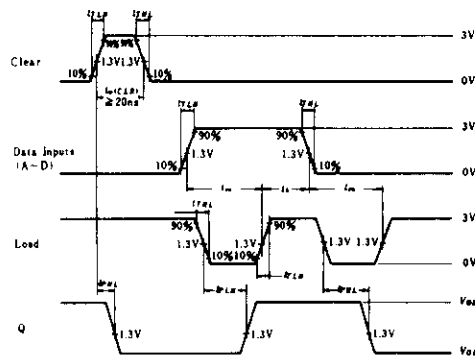 tTLH tTHL
3V
90% 90%
Clear
1.3V 1.3V
10% 10%
0V
tw(CLR)
≧20ns
tTLH tTHL
3V
90% 90%
Data Inputs
(A~D)
1.3V 1.3V
10% 10%
0V
tsu th tsu
tTHL
3V
90% 90%
Load
1.3V 1.3V 1.3V 1.3V
10% 10%
0V
tTLH
tPHL tPLH tPHL
VOH
Q
1.3V 1.3V 1.3V
VOL